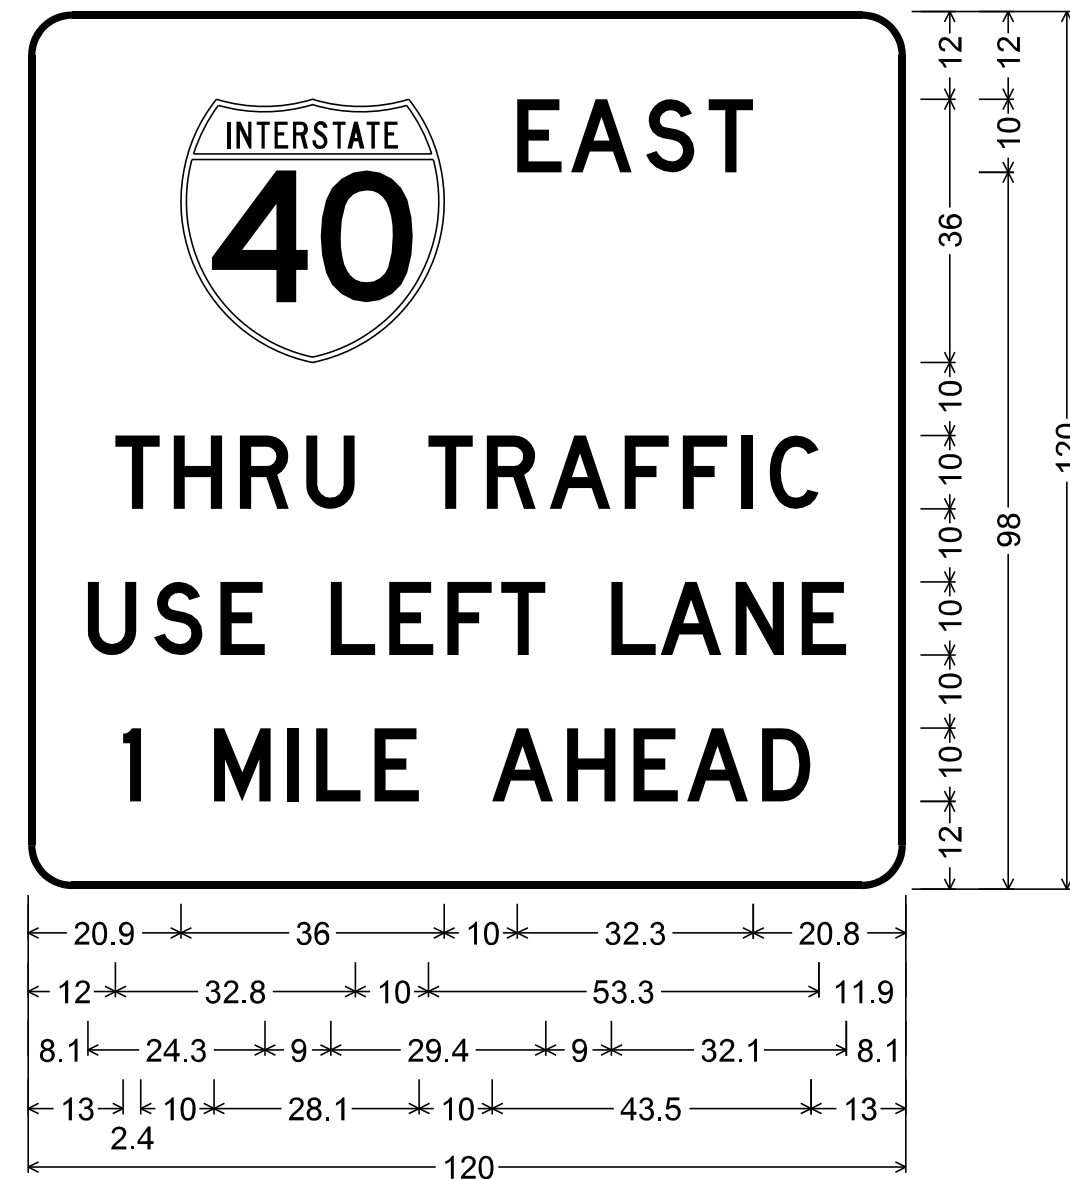 INTERSTATE
40
EAST
THRU TRAFFIC
USE LEFT LANE
1 MILE AHEAD
12
36
10
10
10
10
10
10
12
12
10
98
120
20.9 36 10 32.3 20.8
12 32.8 10 53.3 11.9
8.1 24.3 9 29.4 9 32.1 8.1
13 2.4 10 28.1 10 43.5 13
120